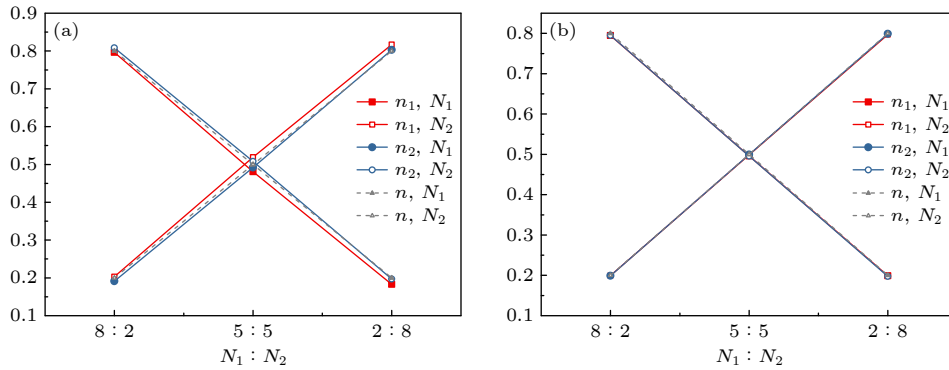 (a)
0.9
0.8
0.7
0.6
0.5
0.4
0.3
0.2
0.1
8 : 2
5 : 5
2 : 8
N₁ : N₂
n₁, N₁
n₁, N₂
n₂, N₁
n₂, N₂
n, N₁
n, N₂
(b)
0.8
0.7
0.6
0.5
0.4
0.3
0.2
0.1
8 : 2
5 : 5
2 : 8
N₁ : N₂
n₁, N₁
n₁, N₂
n₂, N₁
n₂, N₂
n, N₁
n, N₂